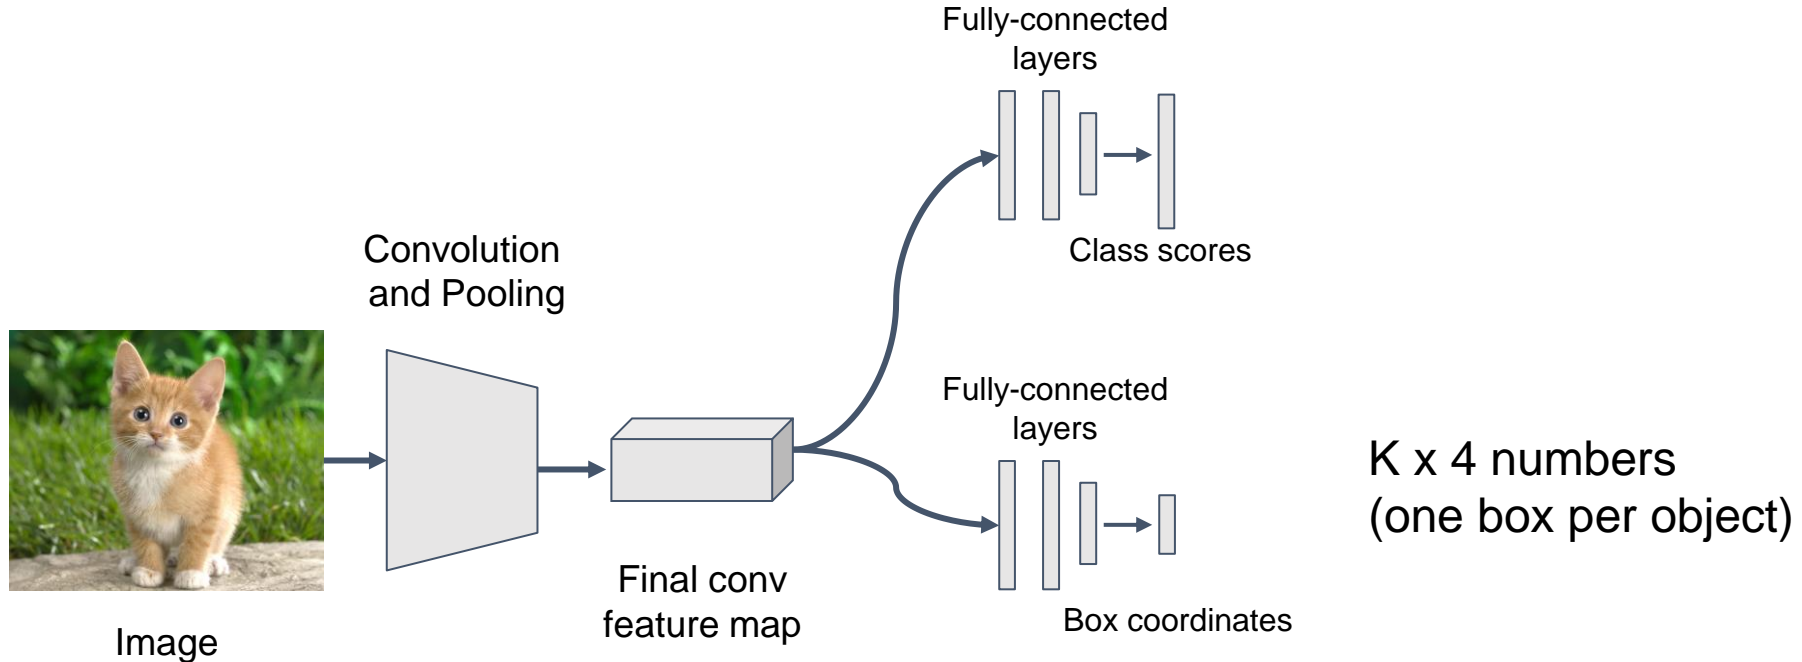 Fully-connected
layers
Class scores
Convolution
and Pooling
Fully-connected
layers
K x 4 numbers
(one box per object)
Final conv
feature map
Box coordinates
Image